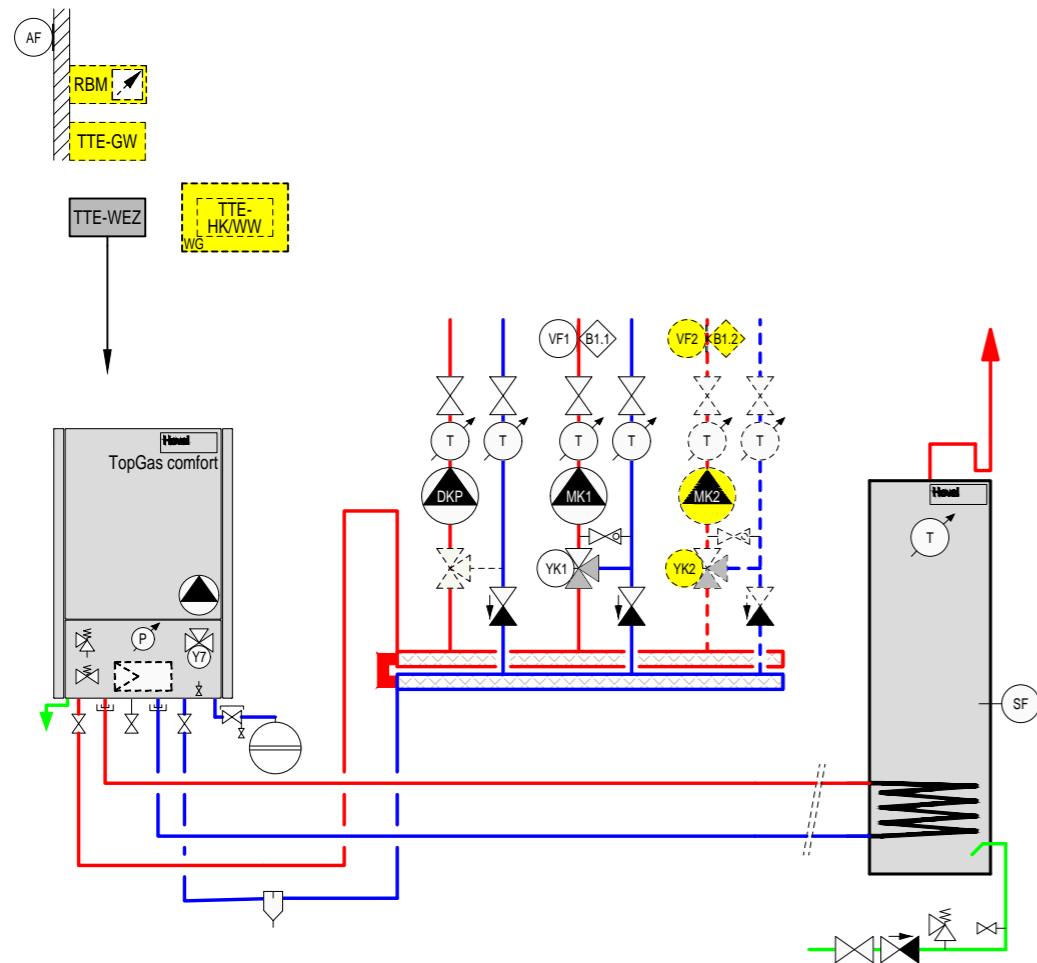 AF
RBM
TTE-GW
TTE-WEZ
TTE-
HK/WW
WG
VF1
B1.1
VF2
B1.2
T
T
T
T
T
T
DKP
MK1
MK2
YK1
YK2
Hoval
TopGas comfort
P
Y7
Hoval
T
SF